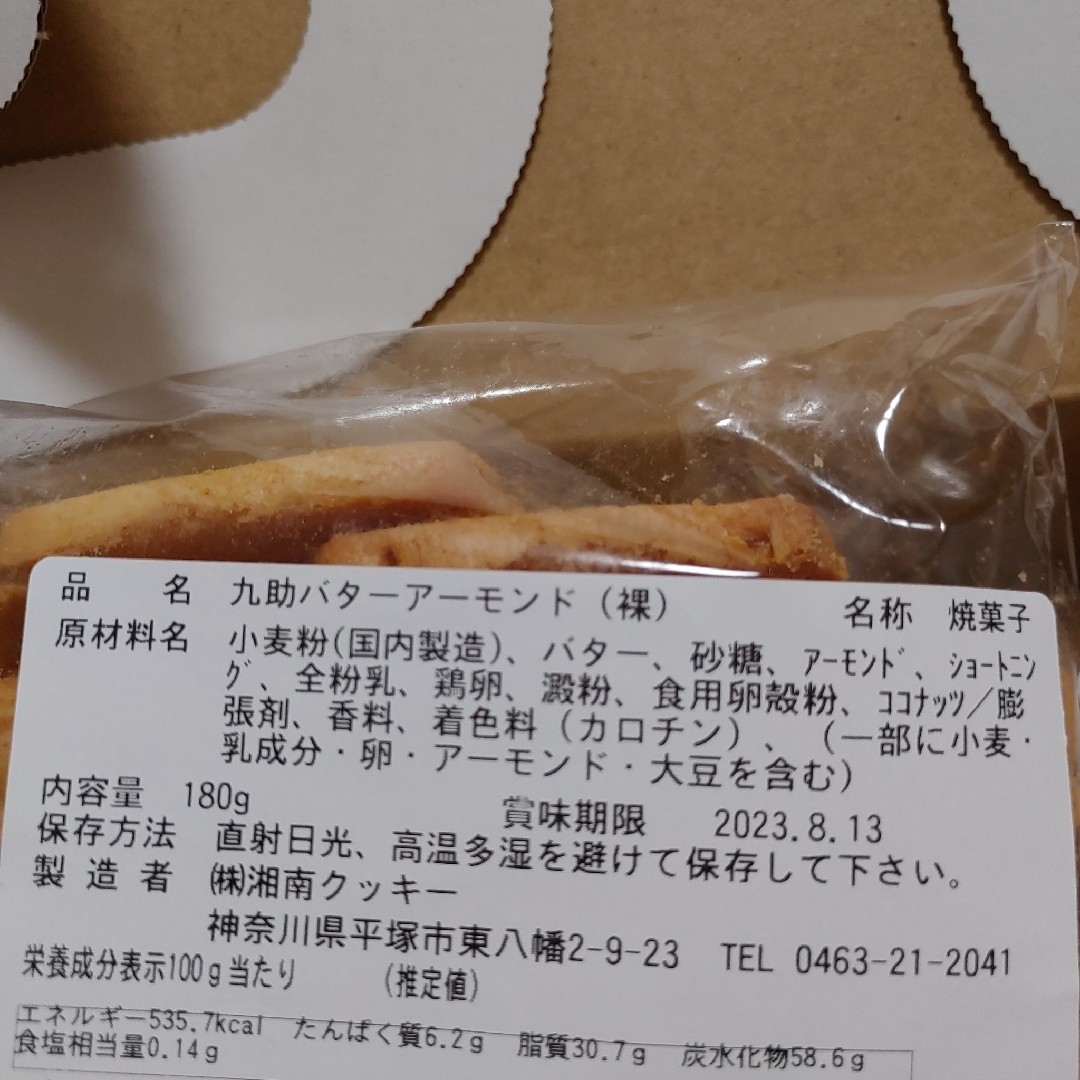 品　　名　九助バターアーモンド（裸）　名称　焼菓子
原材料名　小麦粉(国内製造)、バター、砂糖、ｱｰﾓﾝﾄﾞ、ｼｮｰﾄﾆﾝ
ｸﾞ、全粉乳、鶏卵、澱粉、食用卵殻粉、ｺｺﾅｯﾂ／膨
張剤、香料、着色料（カロチン）、（一部に小麦・
乳成分・卵・アーモンド・大豆を含む）
内容量　180g　賞味期限　2023.8.13
保存方法　直射日光、高温多湿を避けて保存して下さい。
製造者　㈱湘南クッキー
神奈川県平塚市東八幡2-9-23　TEL 0463-21-2041
栄養成分表示100g当たり　（推定値）
エネルギー535.7kcal　たんぱく質6.2g　脂質30.7g　炭水化物58.6g
食塩相当量0.14g